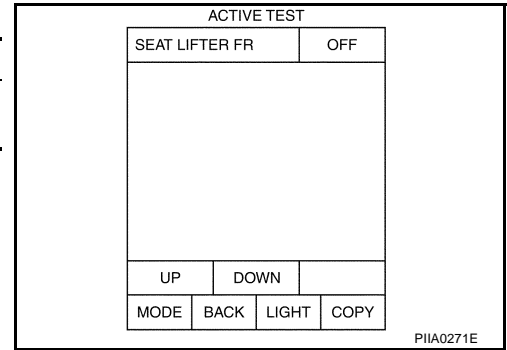 ACTIVE TEST
SEAT LIFTER FR OFF
UP DOWN
MODE BACK LIGHT COPY
PIIA0271E